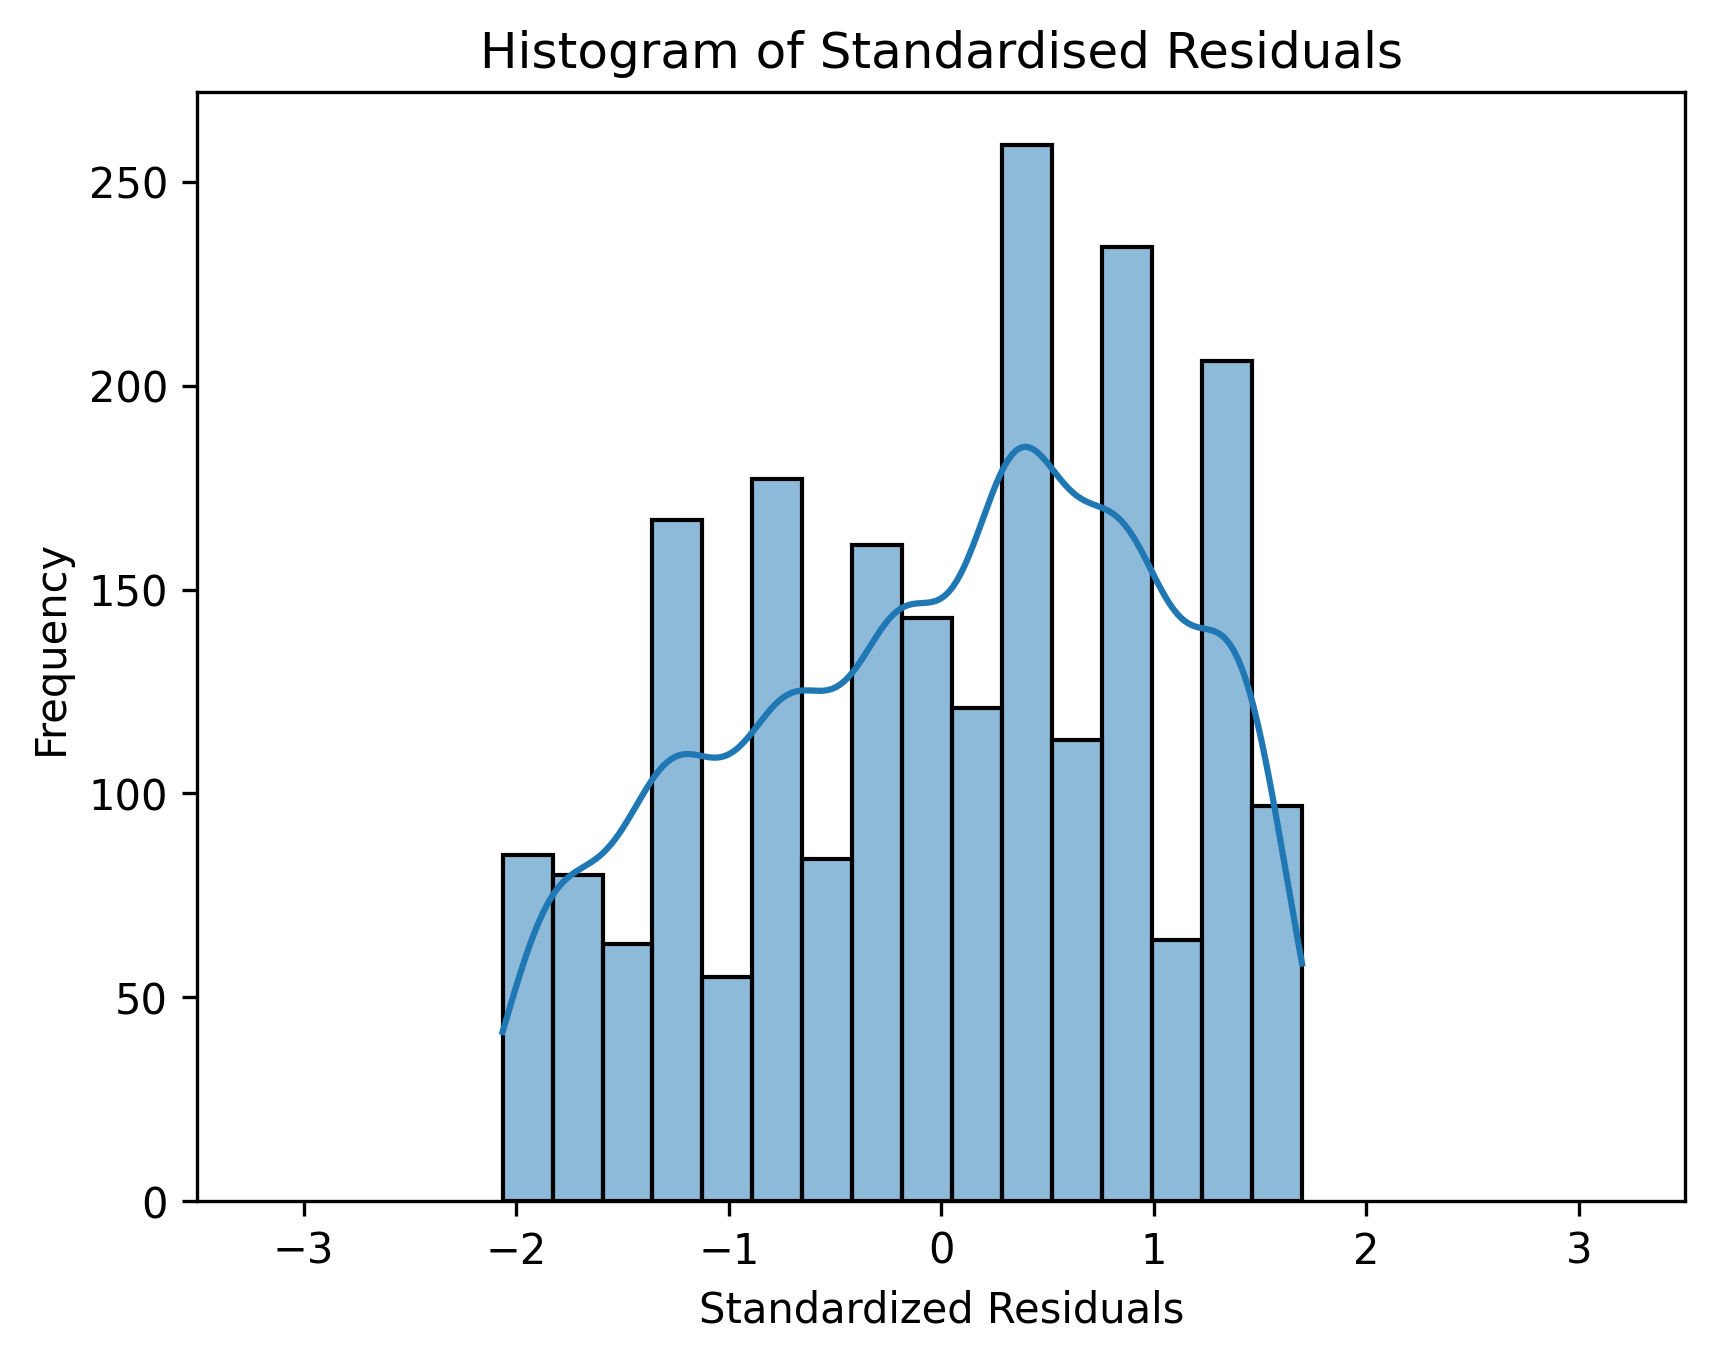 Histogram of Standardised Residuals
250
200
150
100
50
0
Frequency
−3 −2 −1 0 1 2 3
Standardized Residuals